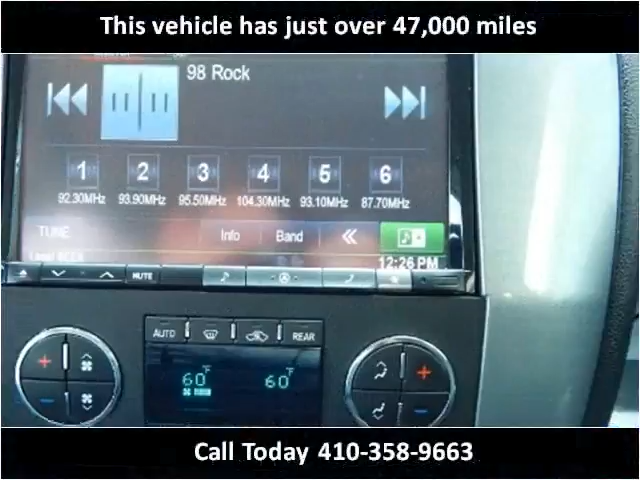 This vehicle has just over 47,000 miles
98 Rock
1 2 3 4 5 6
92.30MHz 93.90MHz 95.50MHz 104.30MHz 93.10MHz 87.70MHz
TUNE Info Band
Local SEEK 12:26 PM
MUTE
AUTO REAR
60°F 60°F
Call Today 410-358-9663